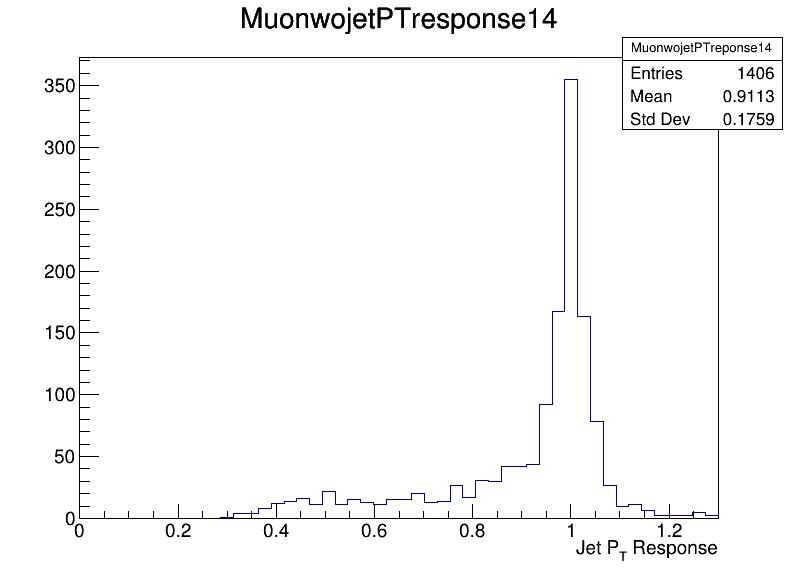 MuonwojetPTresponse14
MuonwojetPTreponse14
Entries 1406
Mean 0.9113
Std Dev 0.1759
350
300
250
200
150
100
50
0
0 0.2 0.4 0.6 0.8 1 1.2
Jet PT Response